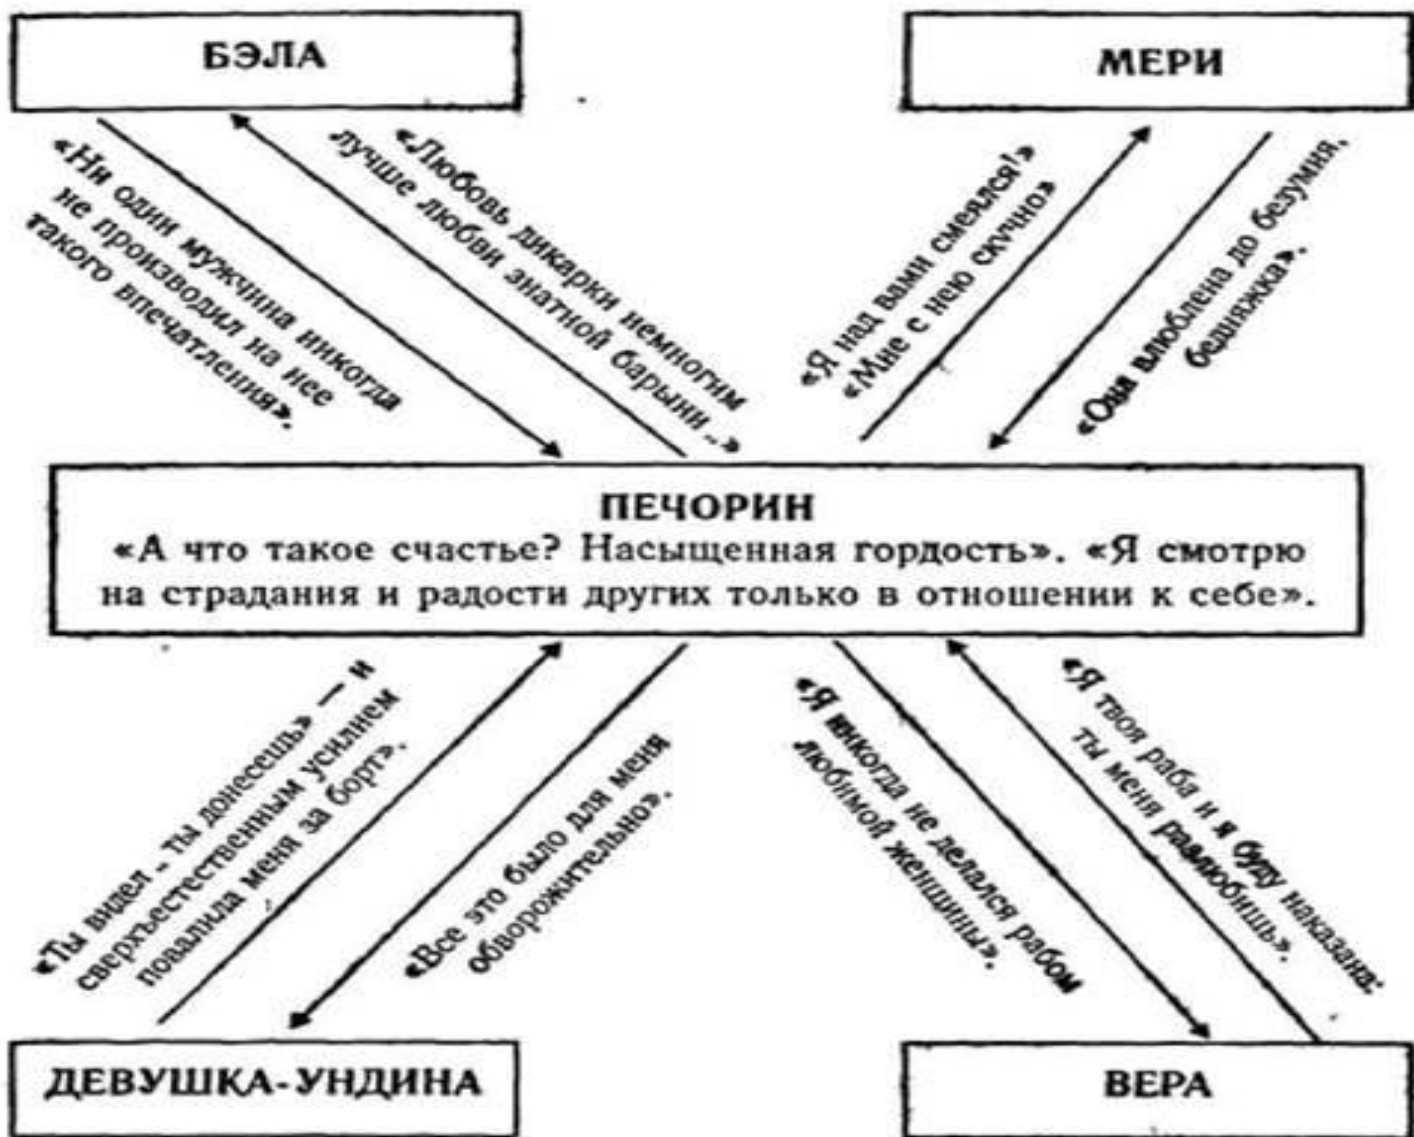 БЭЛА
МЕРИ
«Ни один мужчина никогда
не производил на нее
такого впечатления».
«Любовь дикарки немногим
лучше любви знатной барыни..»
«Я над вами смеялся!»
«Мне с нею скучно»
«Она влюблена до безумия,
бедняжка».
ПЕЧОРИН
«А что такое счастье? Насыщенная гордость». «Я смотрю
на страдания и радости других только в отношении к себе».
«Ты видел .. ты донесешь» — и
сверхъестественным усилием
повалила меня за борт».
«Все это было для меня
обворожительно».
«Я никогда не делался рабом
любимой женщины».
«Я твоя раба и я буду наказана:
ты меня разлюбишь».
ДЕВУШКА-УНДИНА
ВЕРА